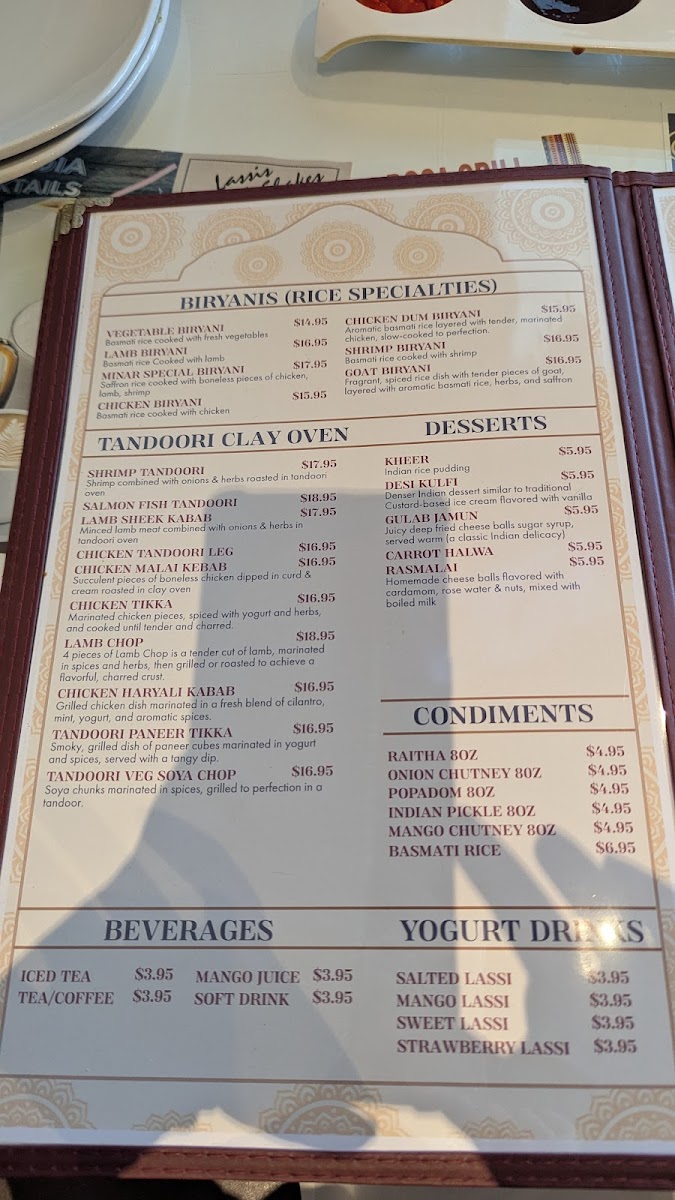 TAILS
Lassis
BIRYANIS (RICE SPECIALTIES)
VEGETABLE BIRYANI $14.95
Basmati rice cooked with fresh vegetables
LAMB BIRYANI $16.95
Basmati rice Cooked with lamb
MINAR SPECIAL BIRYANI $17.95
Saffron rice cooked with boneless pieces of chicken,
lamb, shrimp
CHICKEN BIRYANI $15.95
Basmati rice cooked with chicken
CHICKEN DUM BIRYANI $15.95
Aromatic basmati rice layered with tender, marinated
chicken, slow-cooked to perfection.
SHRIMP BIRYANI $16.95
Basmati rice cooked with shrimp
GOAT BIRYANI $16.95
Fragrant, spiced rice dish with tender pieces of goat,
layered with aromatic basmati rice, herbs, and saffron
TANDOORI CLAY OVEN
SHRIMP TANDOORI $17.95
Shrimp combined with onions & herbs roasted in tandoori
oven
SALMON FISH TANDOORI $18.95
LAMB SHEEK KABAB $17.95
Minced lamb meat combined with onions & herbs in
tandoori oven
CHICKEN TANDOORI LEG $16.95
CHICKEN MALAI KEBAB $16.95
Succulent pieces of boneless chicken dipped in curd &
cream roasted in clay oven
CHICKEN TIKKA $16.95
Marinated chicken pieces, spiced with yogurt and herbs,
and cooked until tender and charred.
LAMB CHOP $18.95
4 pieces of Lamb Chop is a tender cut of lamb, marinated
in spices and herbs, then grilled or roasted to achieve a
flavorful, charred crust.
CHICKEN HARYALI KABAB $16.95
Grilled chicken dish marinated in a fresh blend of cilantro,
mint, yogurt, and aromatic spices.
TANDOORI PANEER TIKKA $16.95
Smoky, grilled dish of paneer cubes marinated in yogurt
and spices, served with a tangy dip.
TANDOORI VEG SOYA CHOP $16.95
Soya chunks marinated in spices, grilled to perfection in a
tandoor.
DESSERTS
KHEER $5.95
Indian rice pudding
DESI KULFI $5.95
Denser Indian dessert similar to traditional
Custard-based ice cream flavored with vanilla
GULAB JAMUN $5.95
Juicy deep fried cheese balls sugar syrup,
served warm (a classic Indian delicacy)
CARROT HALWA $5.95
RASMALAI $5.95
Homemade cheese balls flavored with
cardamom, rose water & nuts, mixed with
boiled milk
CONDIMENTS
RAITHA 8OZ $4.95
ONION CHUTNEY 8OZ $4.95
POPADOM 8OZ $4.95
INDIAN PICKLE 8OZ $4.95
MANGO CHUTNEY 8OZ $4.95
BASMATI RICE $6.95
BEVERAGES
ICED TEA $3.95 MANGO JUICE $3.95
TEA/COFFEE $3.95 SOFT DRINK $3.95
YOGURT DRINKS
SALTED LASSI $3.95
MANGO LASSI $3.95
SWEET LASSI $3.95
STRAWBERRY LASSI $3.95